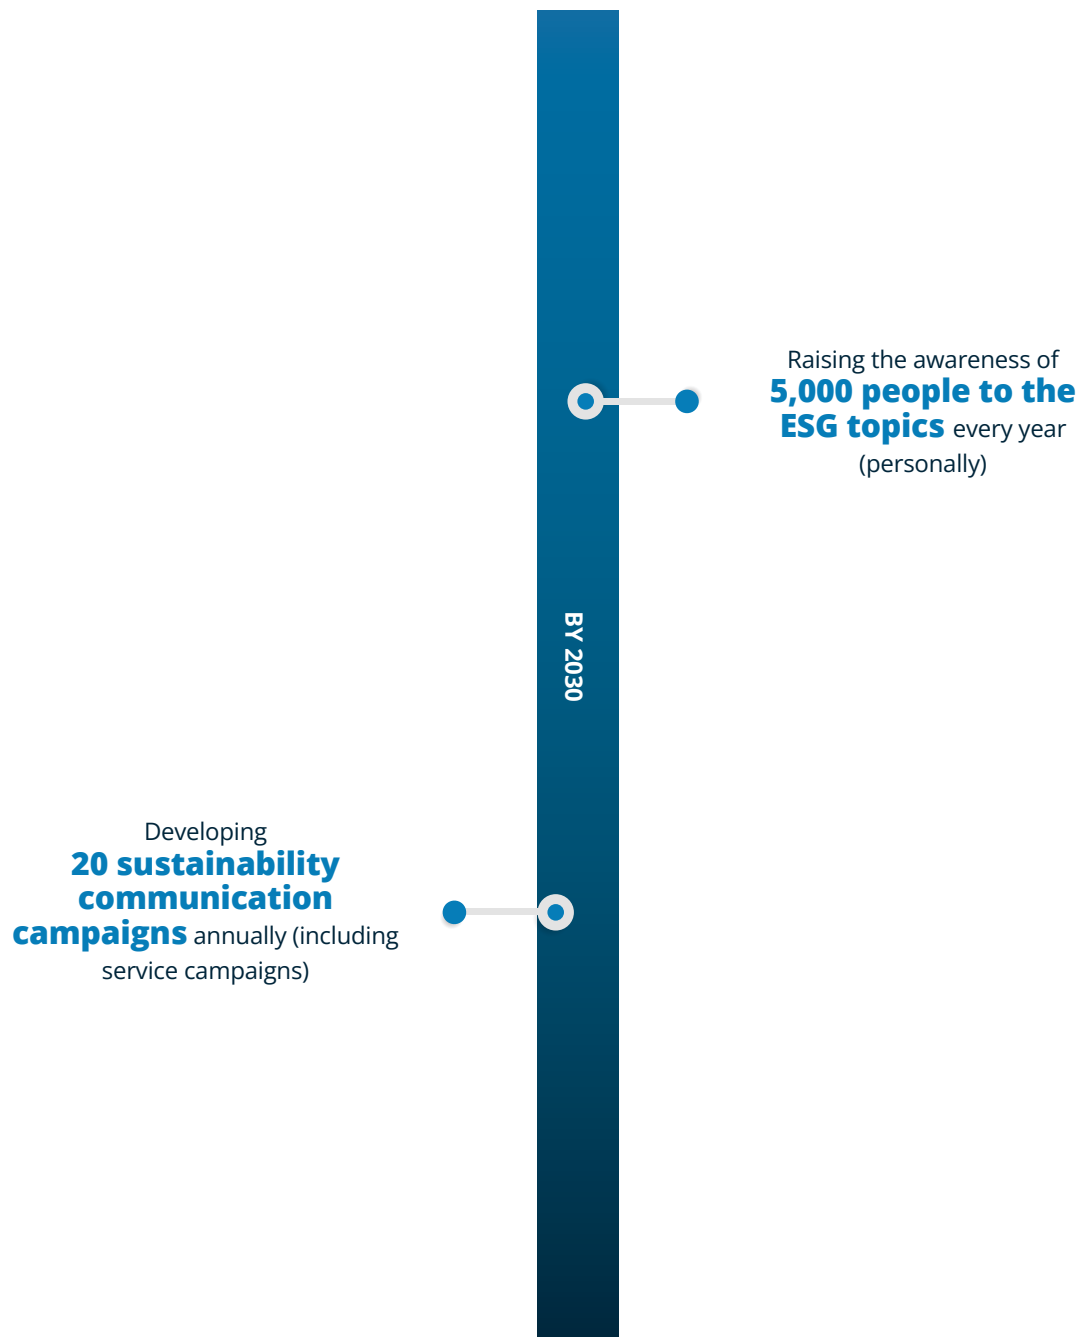 Raising the awareness of
5,000 people to the
ESG topics every year
(personally)
BY 2030
Developing
20 sustainability
communication
campaigns annually (including
service campaigns)